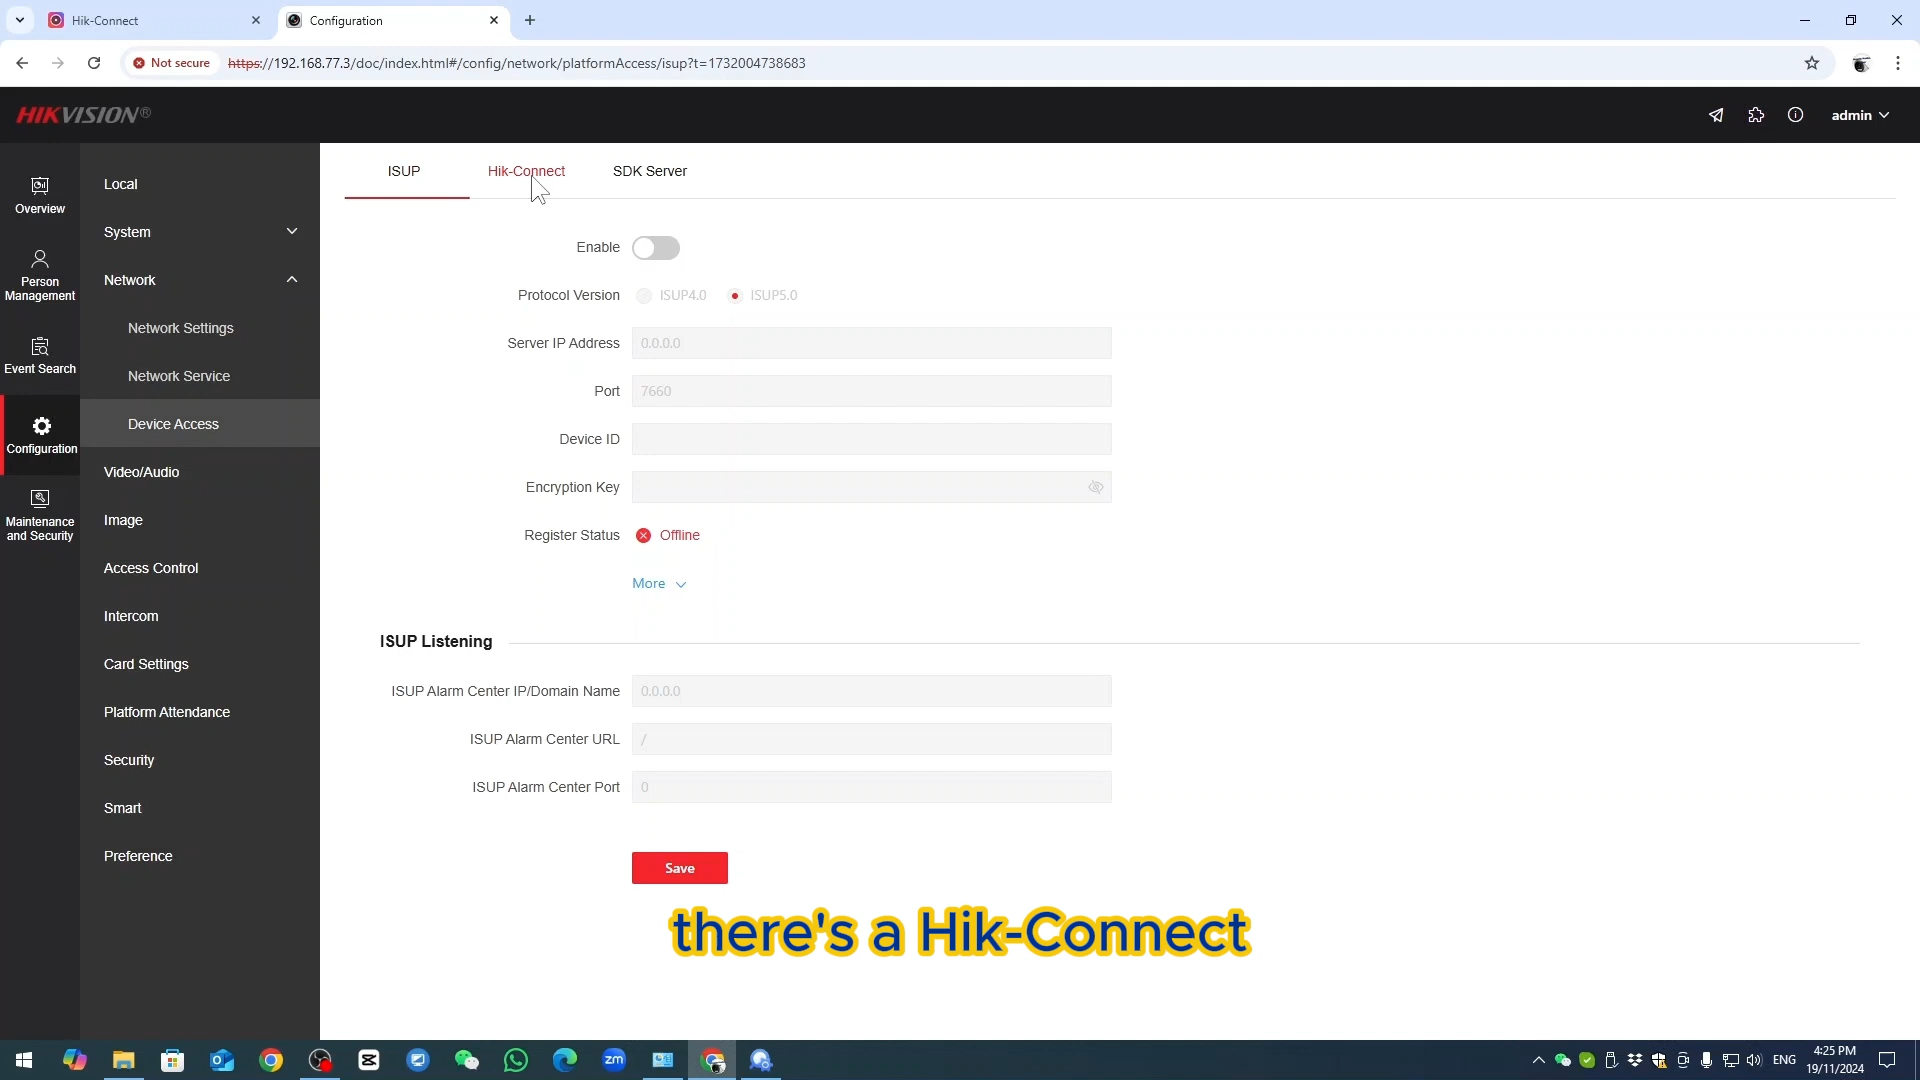 Hik-Connect
Configuration
Not secure
https://192.168.77.3/doc/index.html#/config/network/platformAccess/isup?t=1732004738683
HIKVISION®
admin
Overview
Person
Management
Event Search
Configuration
Maintenance
and Security
Local
System
Network
Network Settings
Network Service
Device Access
Video/Audio
Image
Access Control
Intercom
Card Settings
Platform Attendance
Security
Smart
Preference
ISUP
Hik-Connect
SDK Server
Enable
Protocol Version
ISUP4.0
ISUP5.0
Server IP Address
0.0.0.0
Port
7660
Device ID
Encryption Key
Register Status
Offline
More
ISUP Listening
ISUP Alarm Center IP/Domain Name
0.0.0.0
ISUP Alarm Center URL
/
ISUP Alarm Center Port
0
Save
there's a Hik-Connect
zm
ENG
4:25 PM
19/11/2024